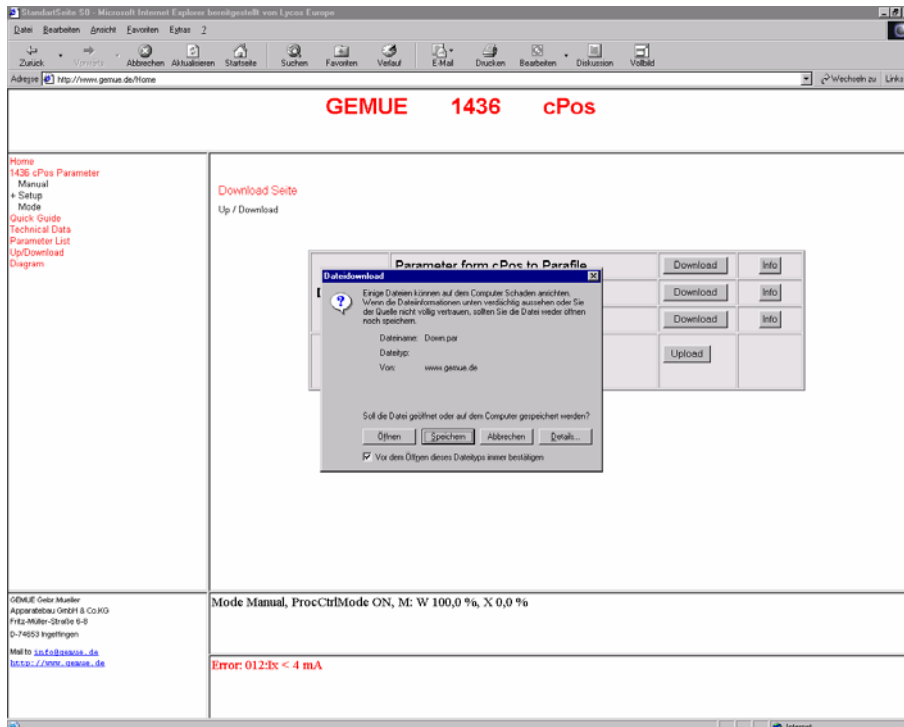 StandartSeite S0 - Microsoft Internet Explorer bereitgestellt von Lycos Europe
Datei Bearbeiten Ansicht Favoriten Extras ?
Zurück Vorwärts Abbrechen Aktualisieren Startseite Suchen Favoriten Verlauf E-Mail Drucken Bearbeiten Diskussion Vollbild
Adresse http://www.gemue.de/Home Wechseln zu Links
GEMUE 1436 cPos
Home
1436 cPos Parameter
Manual
+ Setup
Mode
Quick Guide
Technical Data
Parameter List
Up/Download
Diagram
Download Seite
Up / Download
Parameter form cPos to Parafile
Download Info
Download Info
Download Info
Upload
Dateidownload
Einige Dateien können auf dem Computer Schaden anrichten.
Wenn die Dateiinformationen unten verdächtig aussehen oder Sie
der Quelle nicht völlig vertrauen, sollten Sie die Datei weder öffnen
noch speichern.
Dateiname: Down.par
Dateityp:
Von: www.gemue.de
Soll die Datei geöffnet oder auf dem Computer gespeichert werden?
Öffnen Speichern Abbrechen Details...
Vor dem Öffnen dieses Dateityps immer bestätigen
GEMUE Gebr.Mueller
Apparatebau GmbH & Co.KG
Fritz-Müller-Straße 6-8
D-74653 Ingelfingen
Mail to info@gemue.de
http://www.gemue.de
Mode Manual, ProcCtrlMode ON, M: W 100,0 %, X 0,0 %
Error: 012:Ix < 4 mA
Internet